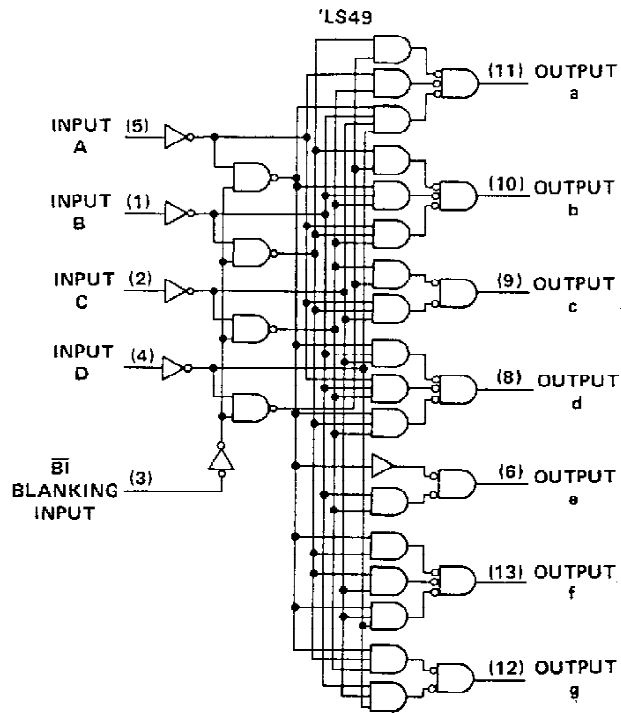 'LS49
(11) OUTPUT
a
INPUT (5)
A
INPUT (1)
B
(10) OUTPUT
b
INPUT (2)
C
(9) OUTPUT
c
INPUT (4)
D
(8) OUTPUT
d
BI
BLANKING (3)
INPUT
(6) OUTPUT
e
(13) OUTPUT
f
(12) OUTPUT
g